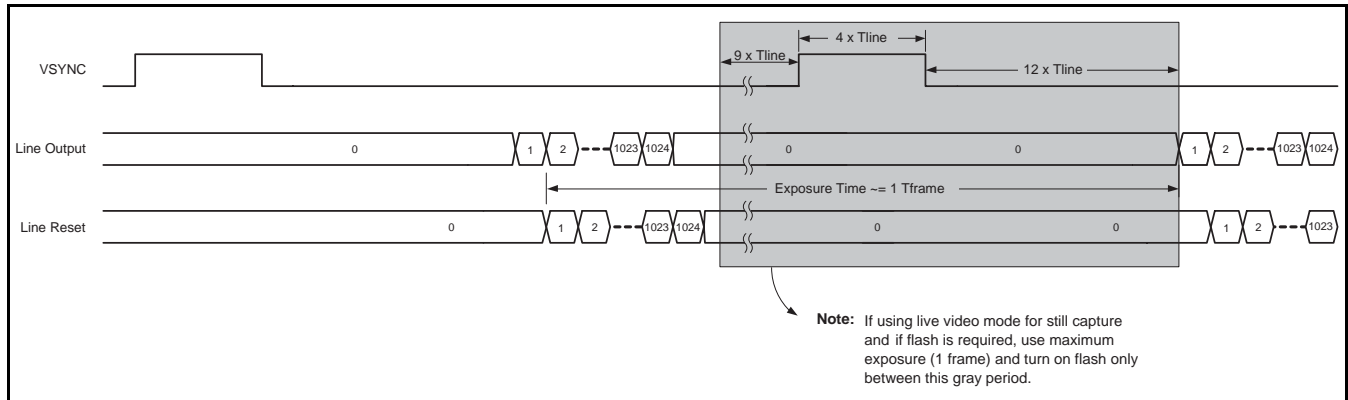 9 x Tline
4 x Tline
VSYNC
12 x Tline
Line Output
0
1
2
1023
1024
0
0
1
2
1023
1024
Exposure Time ~= 1 Tframe
Line Reset
0
1
2
1023
1024
0
0
1
2
1023
Note: If using live video mode for still capture
and if flash is required, use maximum
exposure (1 frame) and turn on flash only
between this gray period.